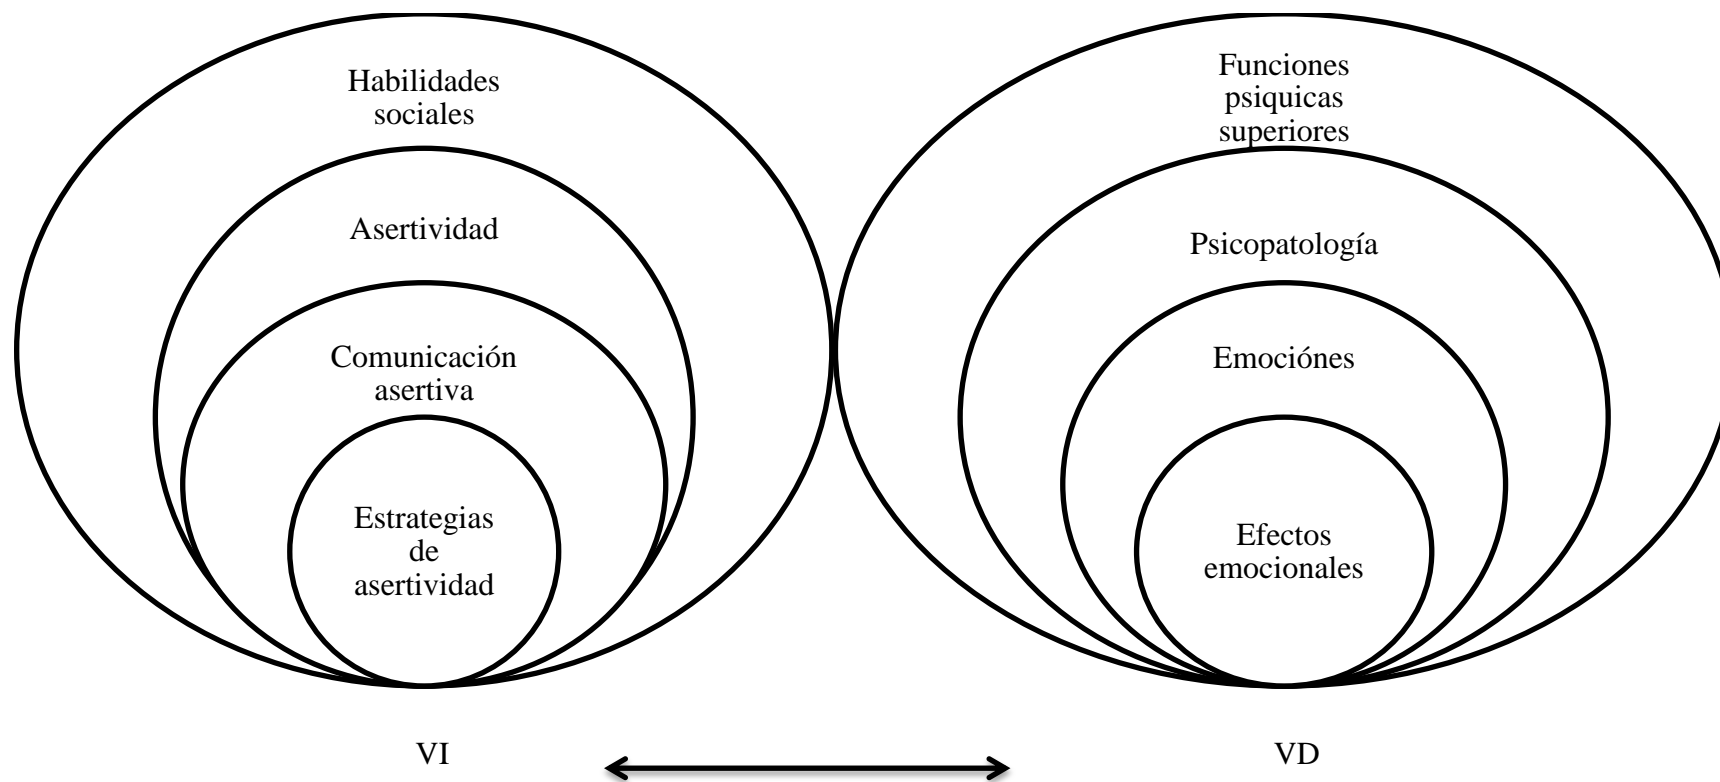 Habilidades
sociales
Asertividad
Comunicación
asertiva
Estrategias
de
asertividad
Funciones
psiquicas
superiores
Psicopatología
Emociónes
Efectos
emocionales
VI
VD